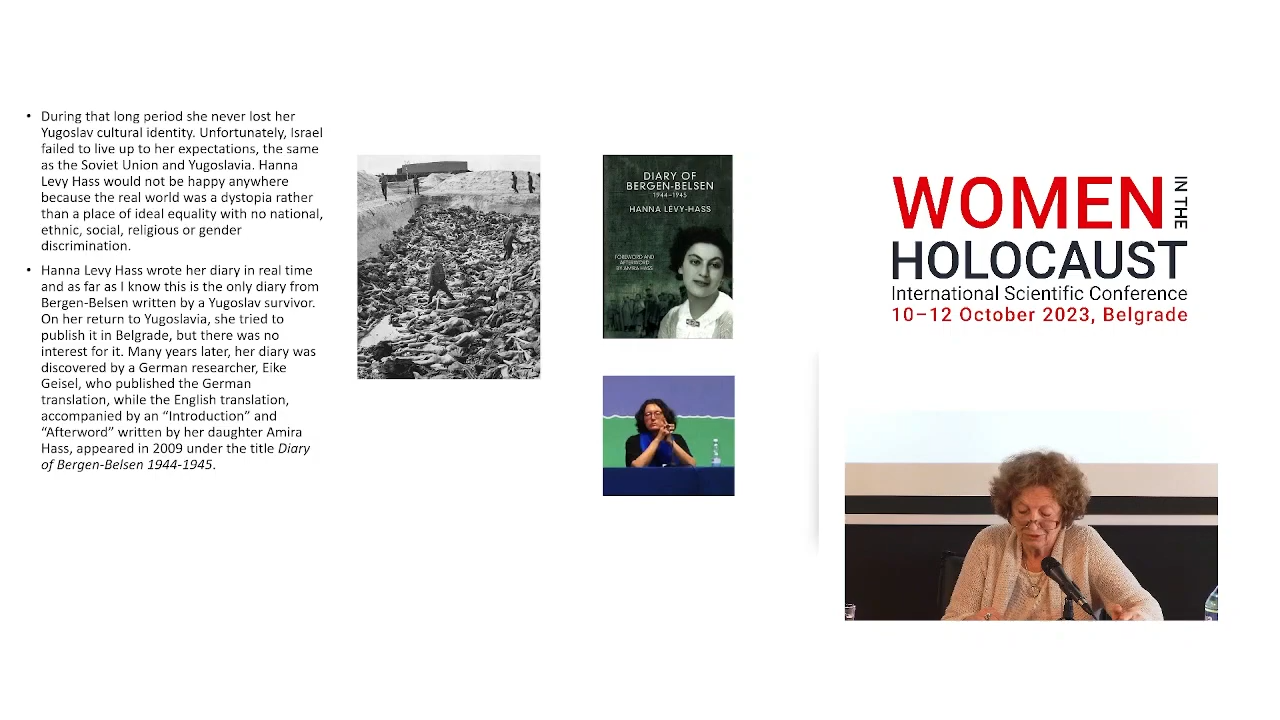 • During that long period she never lost her
Yugoslav cultural identity. Unfortunately, Israel
failed to live up to her expectations, the same
as the Soviet Union and Yugoslavia. Hanna
Levy Hass would not be happy anywhere
because the real world was a dystopia rather
than a place of ideal equality with no national,
ethnic, social, religious or gender
discrimination.
• Hanna Levy Hass wrote her diary in real time
and as far as I know this is the only diary from
Bergen-Belsen written by a Yugoslav survivor.
On her return to Yugoslavia, she tried to
publish it in Belgrade, but there was no
interest for it. Many years later, her diary was
discovered by a German researcher, Eike
Geisel, who published the German
translation, while the English translation,
accompanied by an “Introduction” and
“Afterword” written by her daughter Amira
Hass, appeared in 2009 under the title Diary
of Bergen-Belsen 1944-1945.
DIARY OF
BERGEN-BELSEN
1944–1945
HANNA LÉVY-HASS
FOREWORD AND
AFTERWORD
BY AMIRA HASS
WOMEN
IN THE
HOLOCAUST
International Scientific Conference
10–12 October 2023, Belgrade